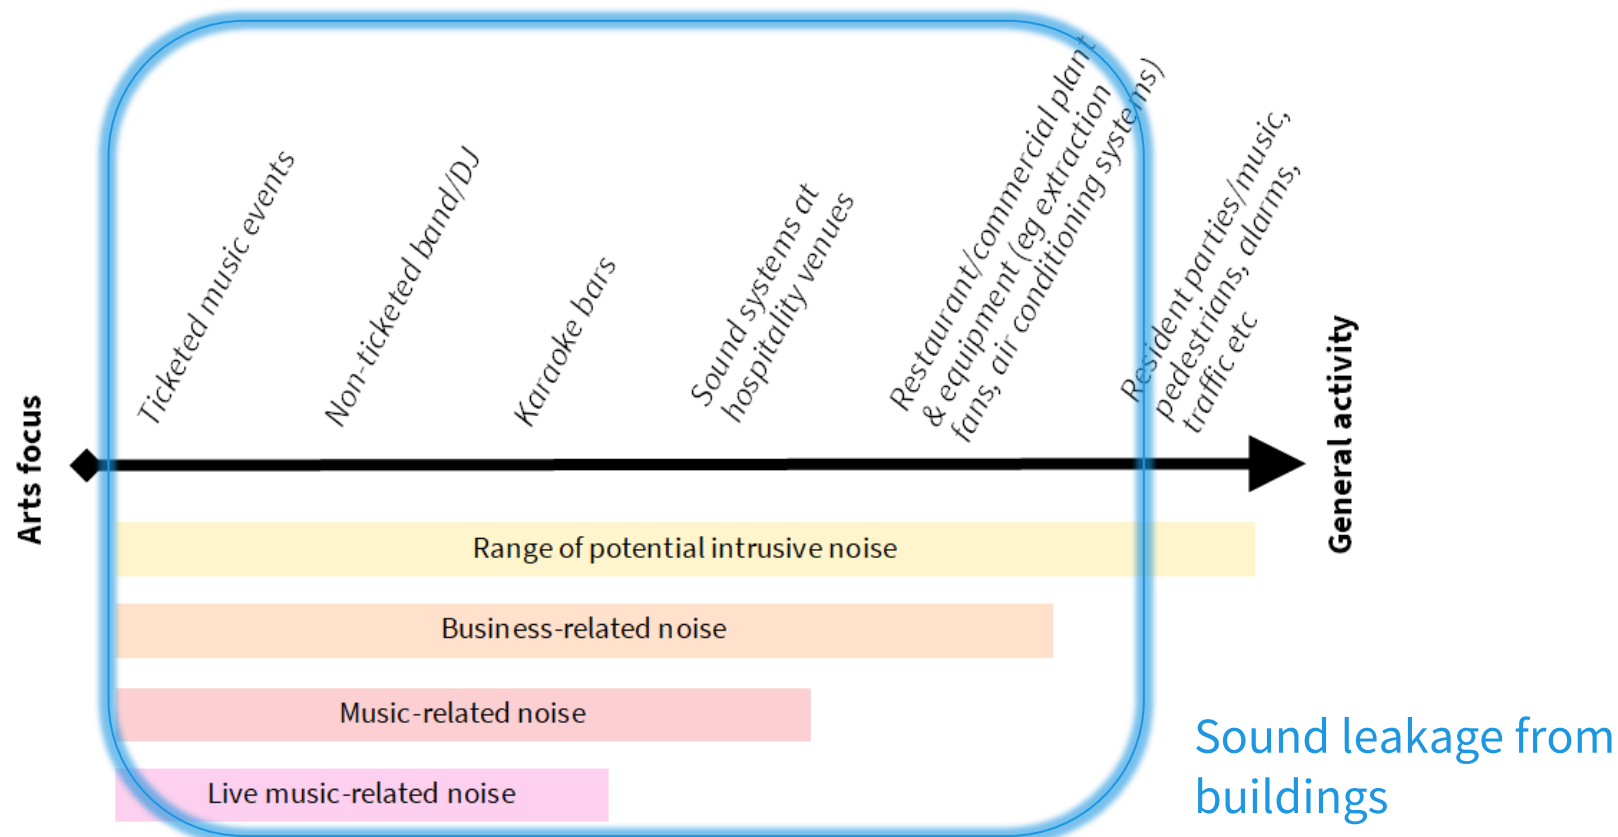 Arts focus
Ticketed music events
Non-ticketed band/DJ
Karaoke bars
Sound systems at
hospitality venues
Restaurant/commercial plant
& equipment (eg extraction
fans, air conditioning systems)
Resident parties/music,
pedestrians, alarms,
traffic etc
General activity
Range of potential intrusive noise
Business-related noise
Music-related noise
Live music-related noise
Sound leakage from
buildings